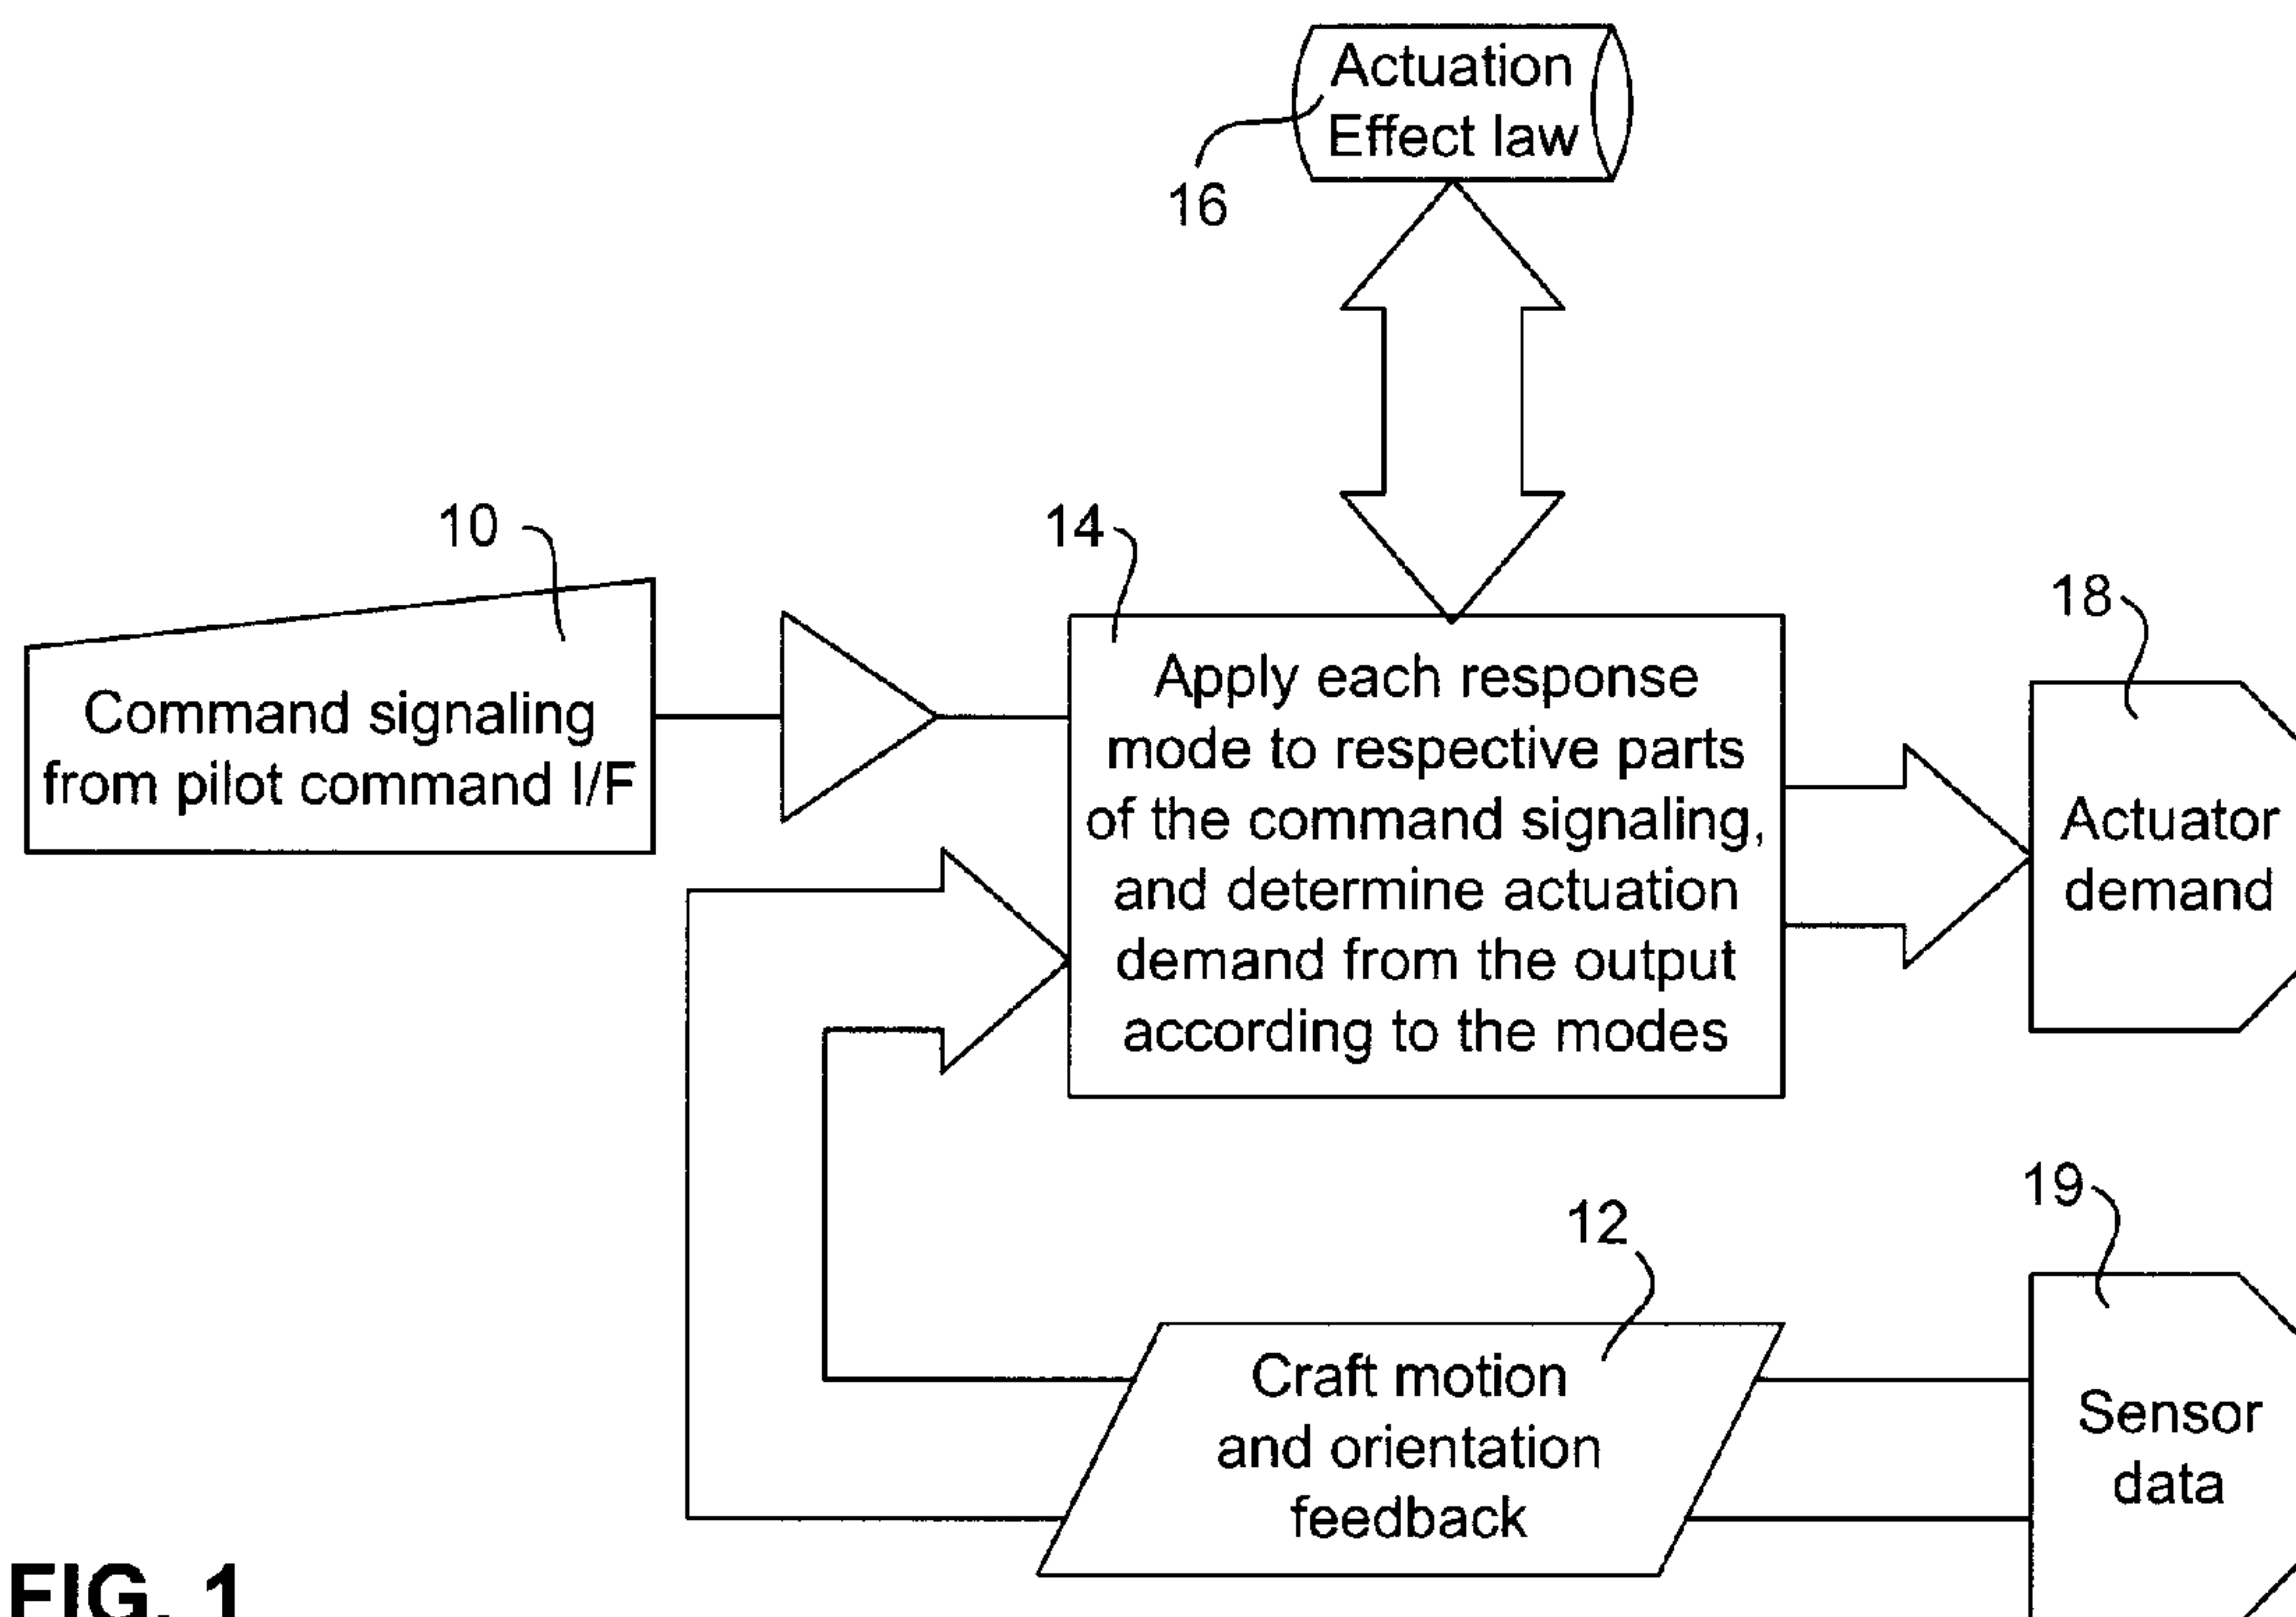 Actuation
Effect law
16
10
14
18
Command signaling
from pilot command I/F
Apply each response
mode to respective parts
of the command signaling,
and determine actuation
demand from the output
according to the modes
Actuator
demand
12
19
Craft motion
and orientation
feedback
Sensor
data
FIG. 1